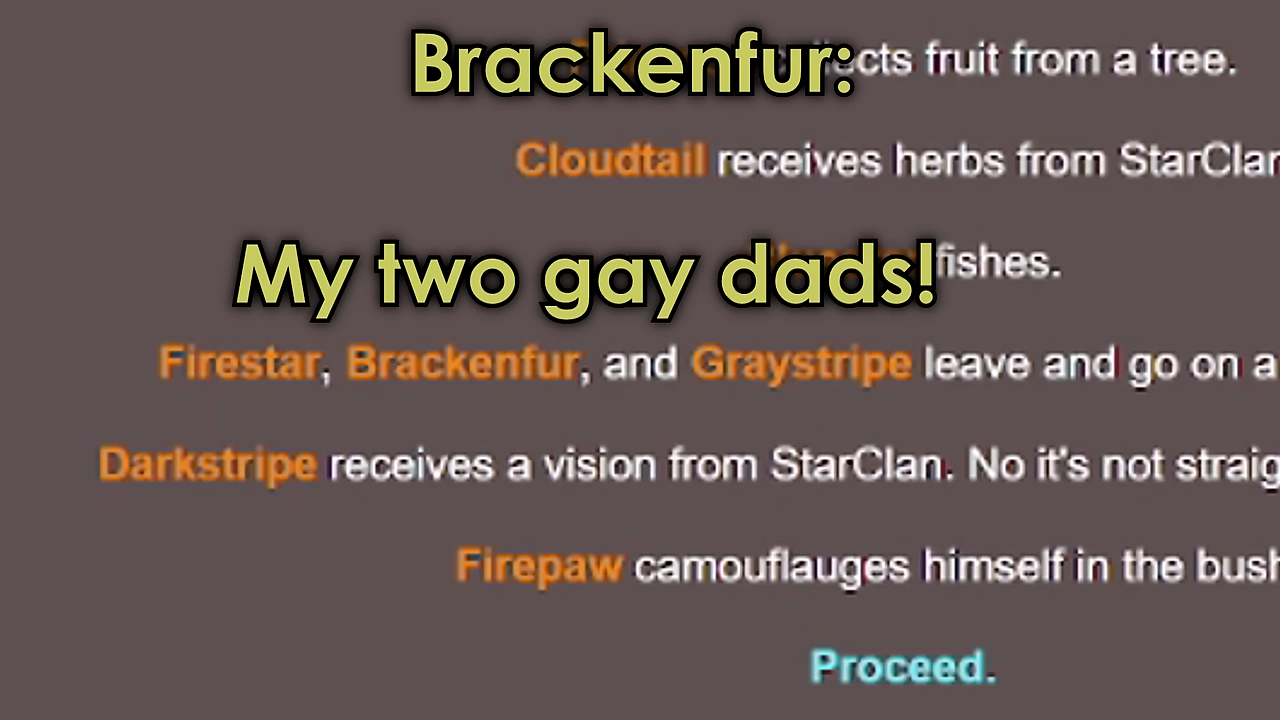 Brackenfur:
cts fruit from a tree.
Cloudtail receives herbs from StarClan
My two gay dads!
fishes.
Firestar, Brackenfur, and Graystripe leave and go on a
Darkstripe receives a vision from StarClan. No it's not straig
Firepaw camouflauges himself in the bush
Proceed.